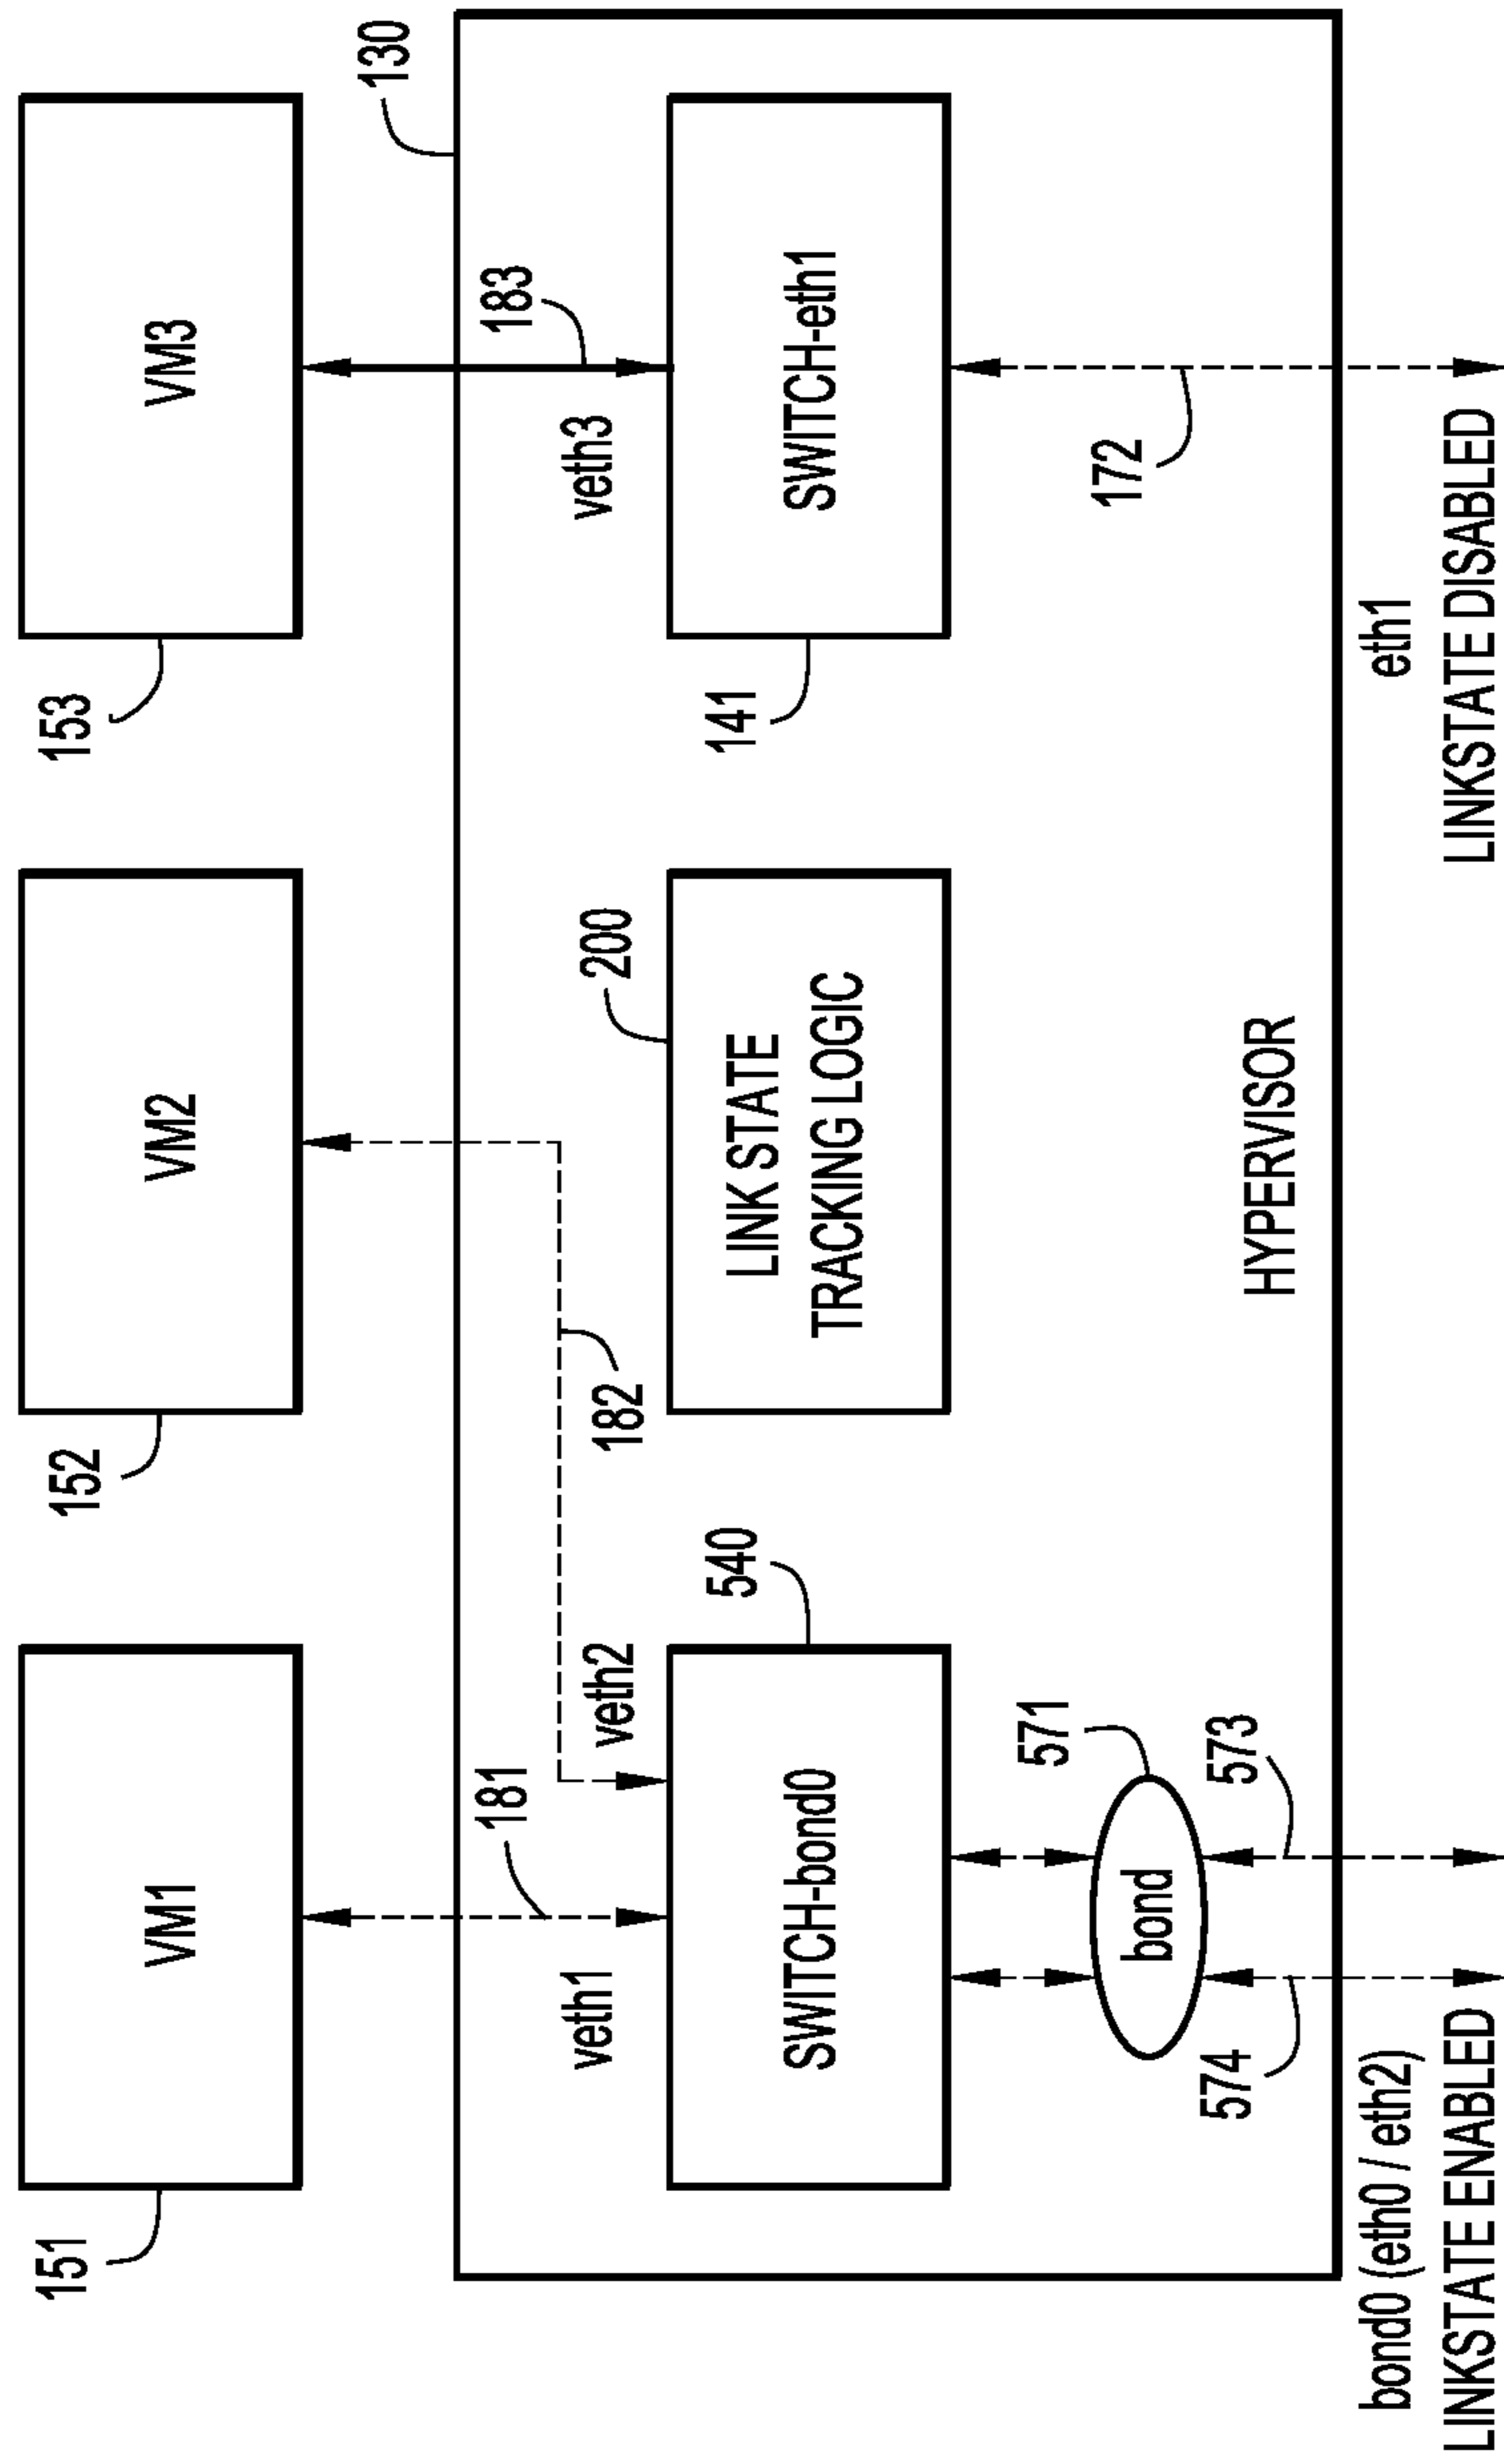 151
VM1
152
VM2
153
VM3
130
181
veth1
veth2
182
183
veth3
200
540
SWITCH-bond0
LINK STATE
TRACKING LOGIC
141
SWITCH-eth1
571
bond
574
573
172
HYPERVISOR
bond0 (eth0 / eth2)
LINKSTATE ENABLED
eth1
LINKSTATE DISABLED